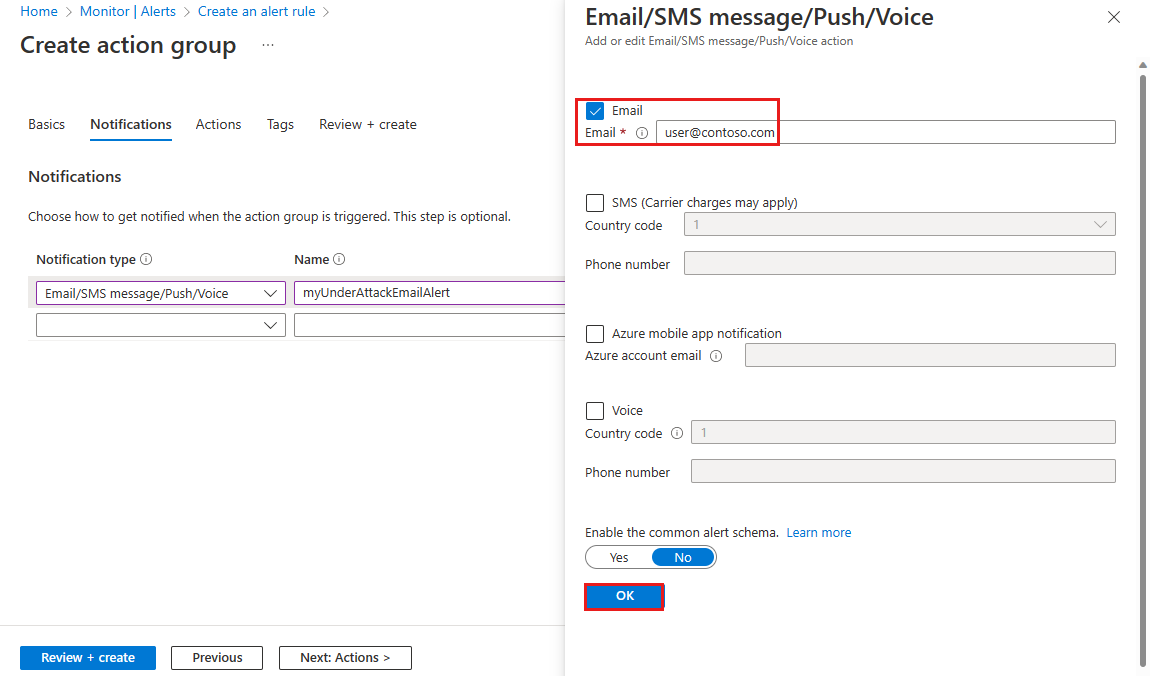 Home > Monitor | Alerts > Create an alert rule >
Create action group ...
Basics Notifications Actions Tags Review + create
Notifications
Choose how to get notified when the action group is triggered. This step is optional.
Notification type Name
Email/SMS message/Push/Voice myUnderAttackEmailAlert
Review + create Previous Next: Actions >
Email/SMS message/Push/Voice
Add or edit Email/SMS message/Push/Voice action
Email
Email * user@contoso.com
SMS (Carrier charges may apply)
Country code 1
Phone number
Azure mobile app notification
Azure account email
Voice
Country code 1
Phone number
Enable the common alert schema. Learn more
Yes No
OK